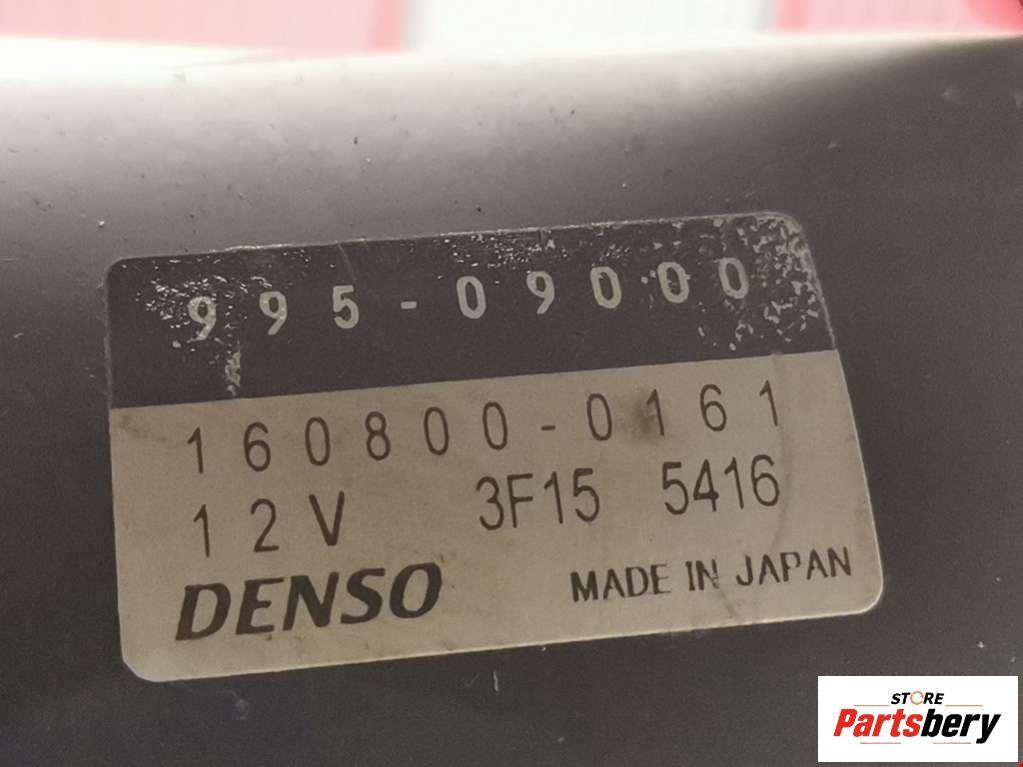 995-09000
160800-0161
12V 3F15 5416
DENSO MADE IN JAPAN
STORE
Partsbery